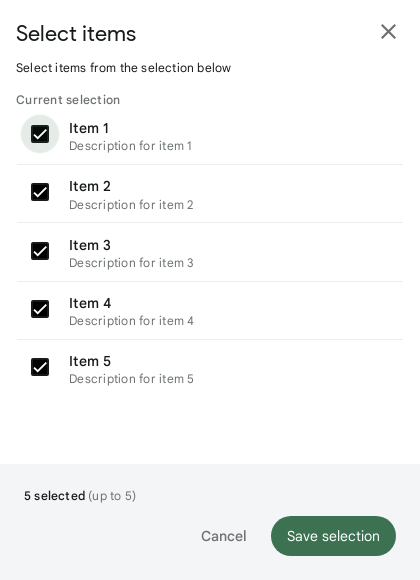 Select items
Select items from the selection below
Current selection
Item 1
Description for item 1
Item 2
Description for item 2
Item 3
Description for item 3
Item 4
Description for item 4
Item 5
Description for item 5
5 selected (up to 5)
Cancel
Save selection